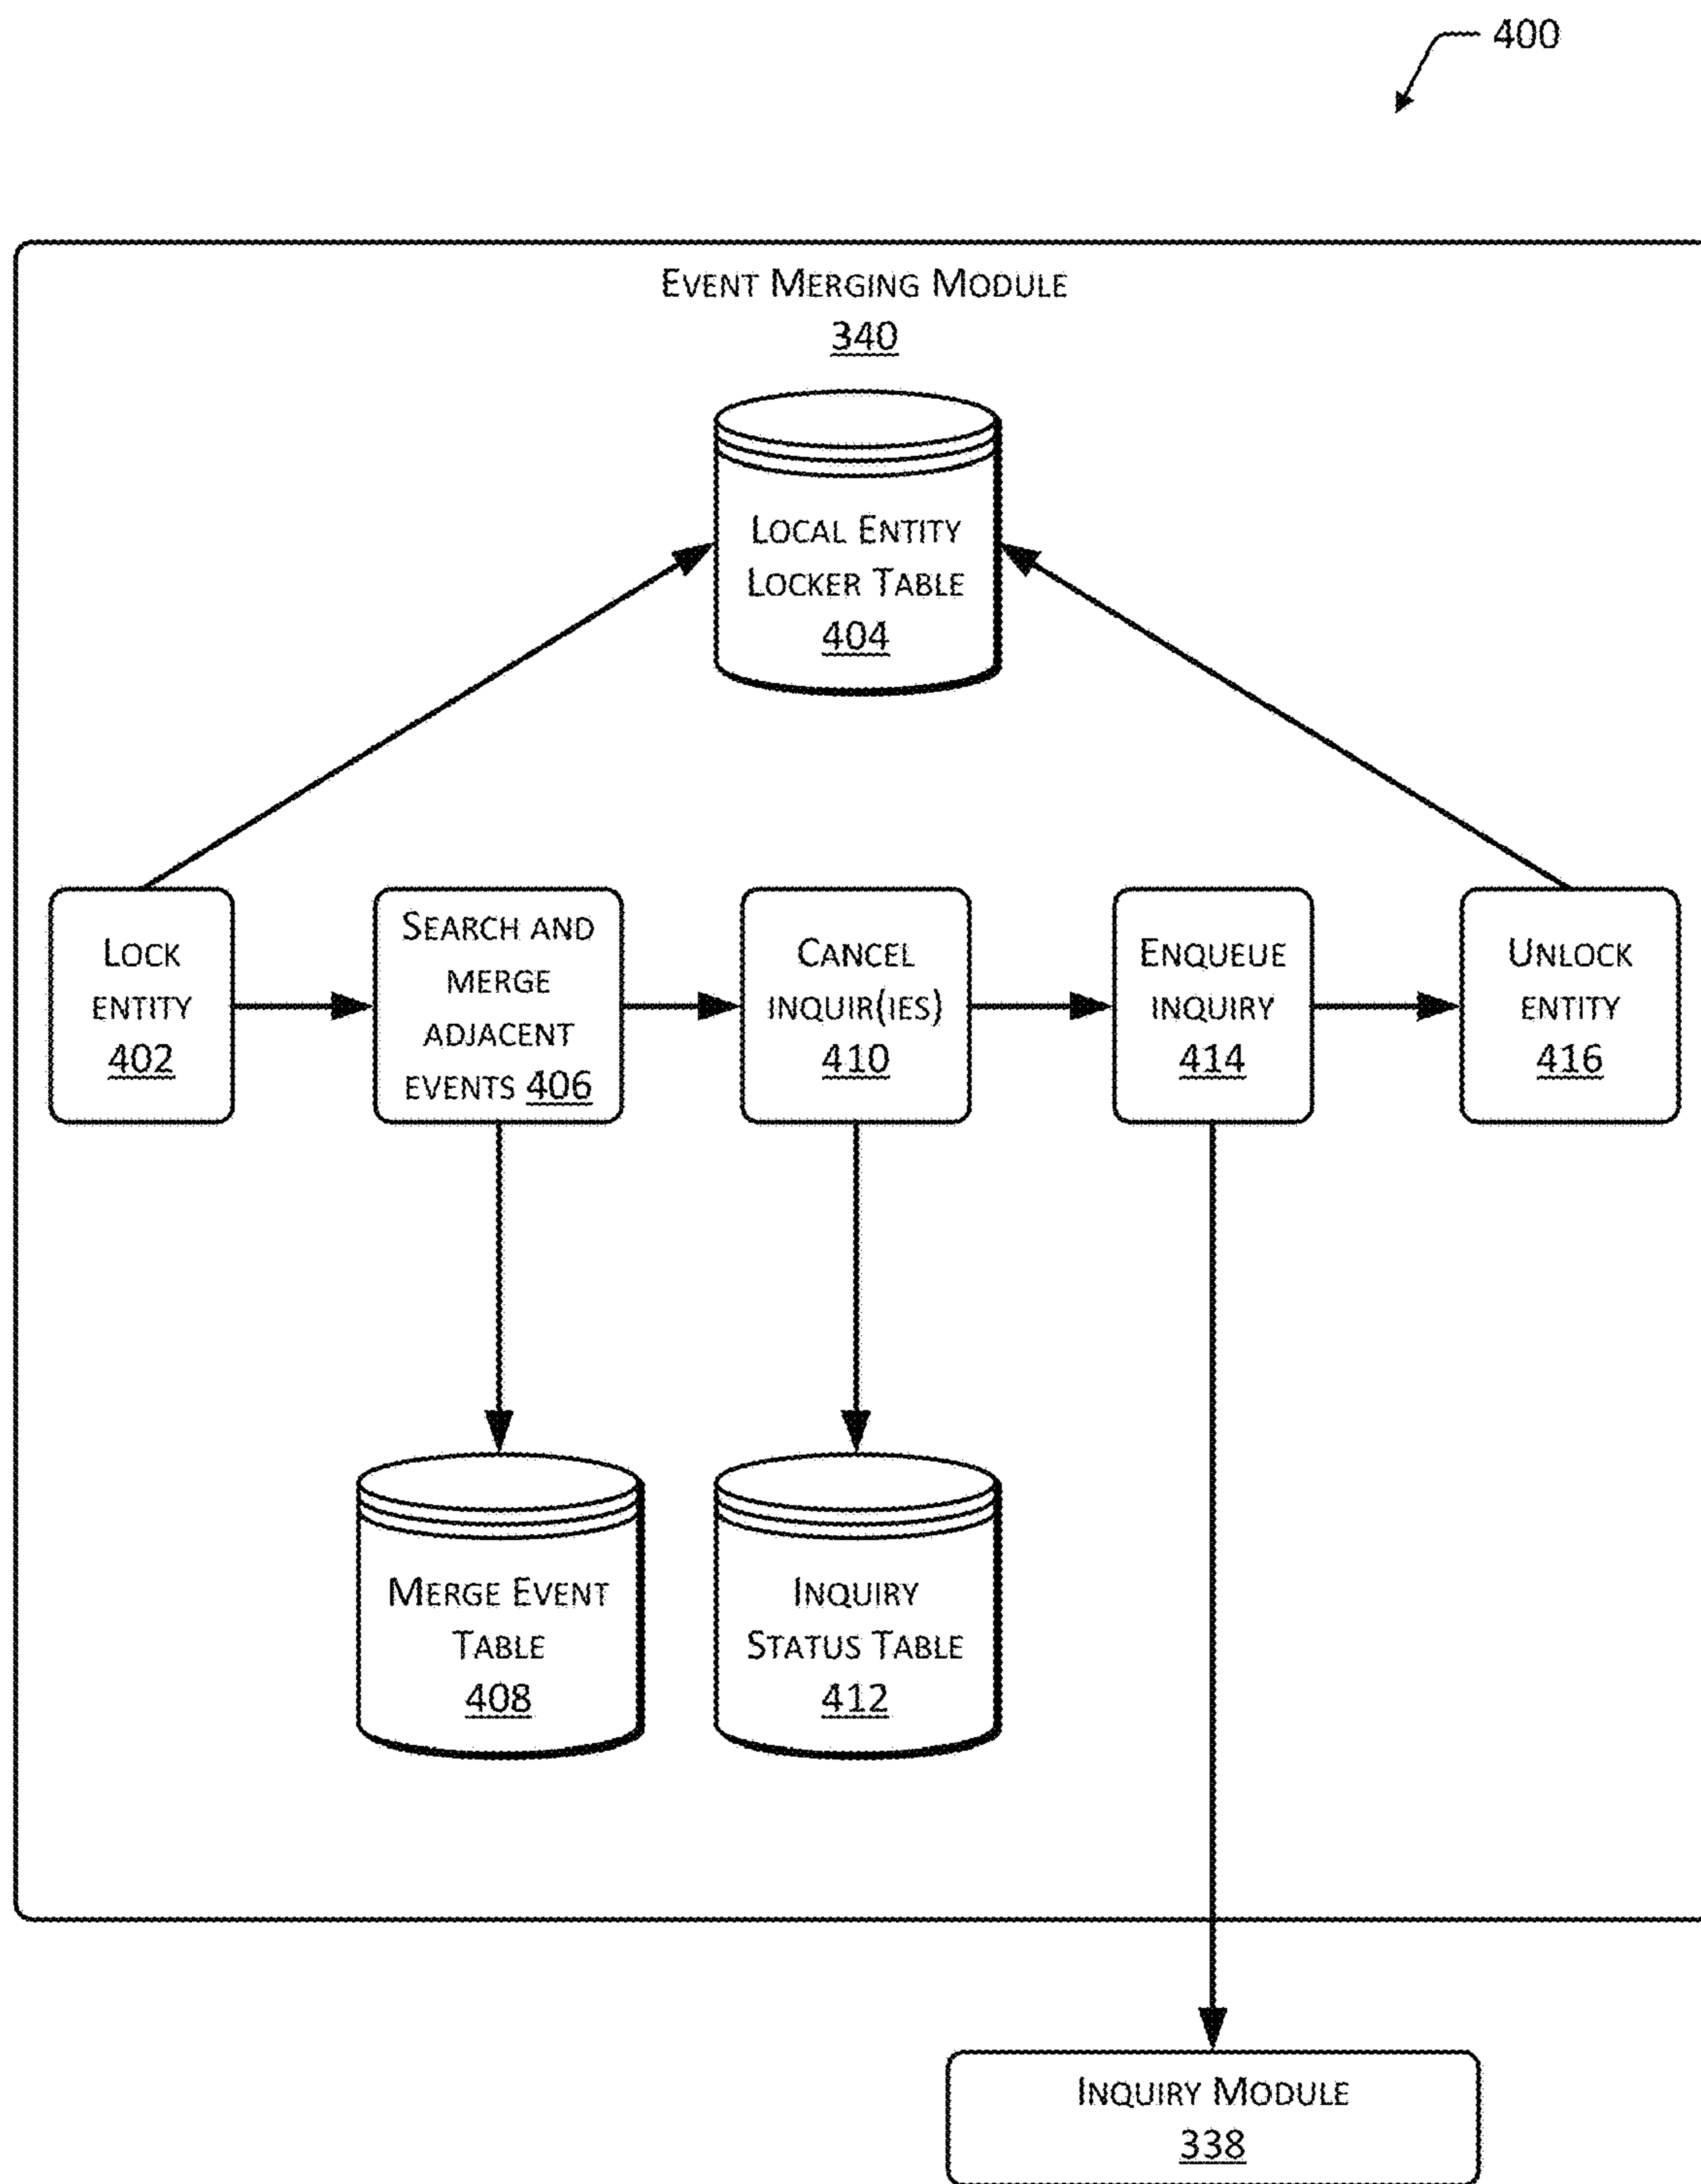 400
EVENT MERGING MODULE
340
LOCAL ENTITY
LOCKER TABLE
404
LOCK
ENTITY
402
SEARCH AND
MERGE
ADJACENT
EVENTS 406
CANCEL
INQUIR(IES)
410
ENQUEUE
INQUIRY
414
UNLOCK
ENTITY
416
MERGE EVENT
TABLE
408
INQUIRY
STATUS TABLE
412
INQUIRY MODULE
338